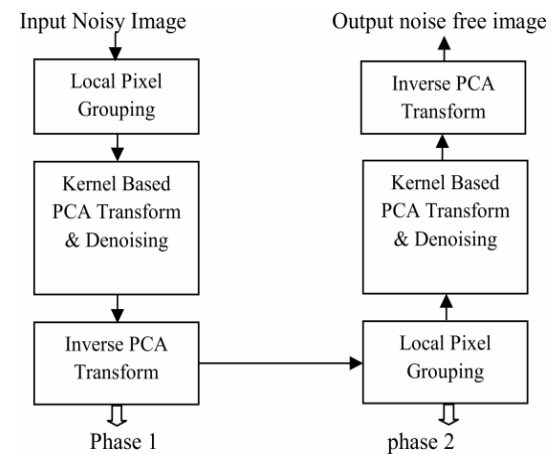 Input Noisy Image
Local Pixel
Grouping
Kernel Based
PCA Transform
& Denoising
Inverse PCA
Transform
Phase 1
Output noise free image
Inverse PCA
Transform
Kernel Based
PCA Transform
& Denoising
Local Pixel
Grouping
phase 2